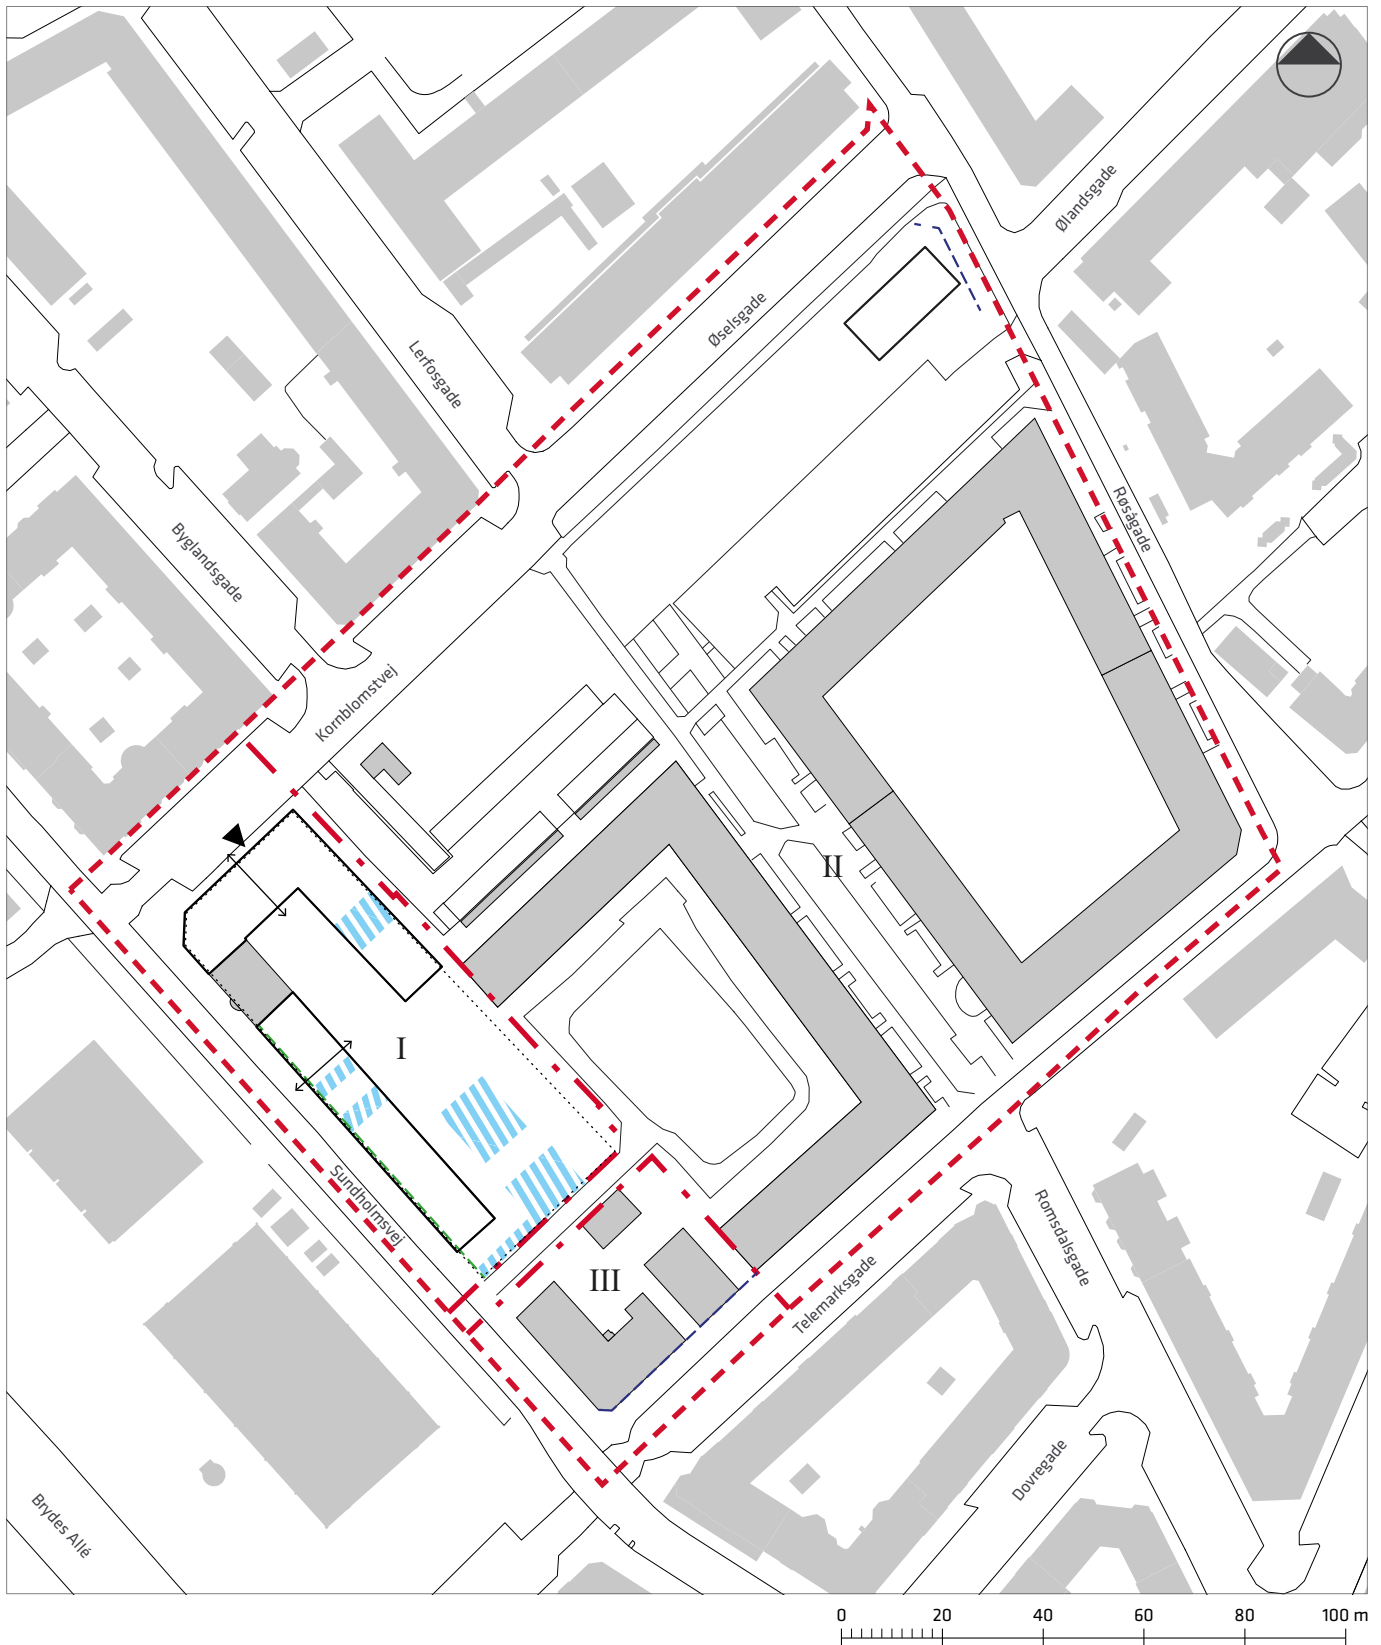 Ølandsgade
Øselsgade
Lerfosgade
Røsågade
Byglandsgade
Kornblomstvej
II
I
Sundholmsvej
Romsdalsgade
III
Telemarksgade
Dovregade
Brydes Allé
0 20 40 60 80 100 m